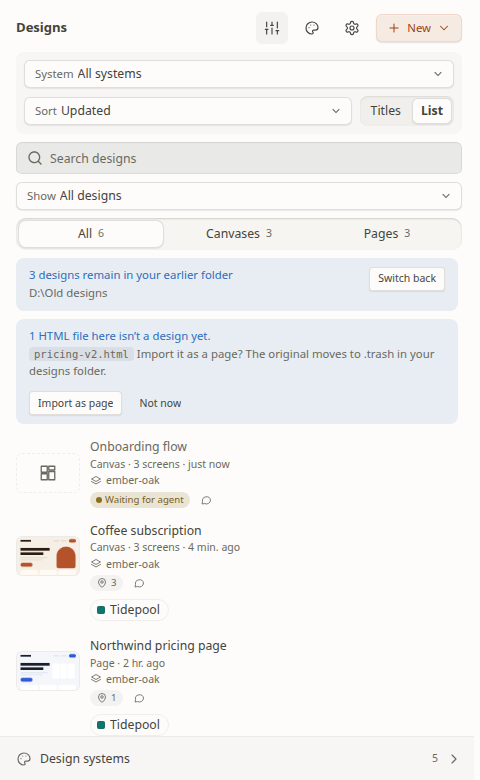 Designs
New
System All systems
Sort Updated
Titles
List
Search designs
Show All designs
All 6
Canvases 3
Pages 3
3 designs remain in your earlier folder
D:\Old designs
Switch back
1 HTML file here isn’t a design yet.
pricing-v2.html Import it as a page? The original moves to .trash in your
designs folder.
Import as page
Not now
Onboarding flow
Canvas · 3 screens · just now
ember-oak
Waiting for agent
Coffee subscription
Canvas · 3 screens · 4 min. ago
ember-oak
3
Tidepool
Northwind pricing page
Page · 2 hr. ago
ember-oak
1
Tidepool
Design systems
5